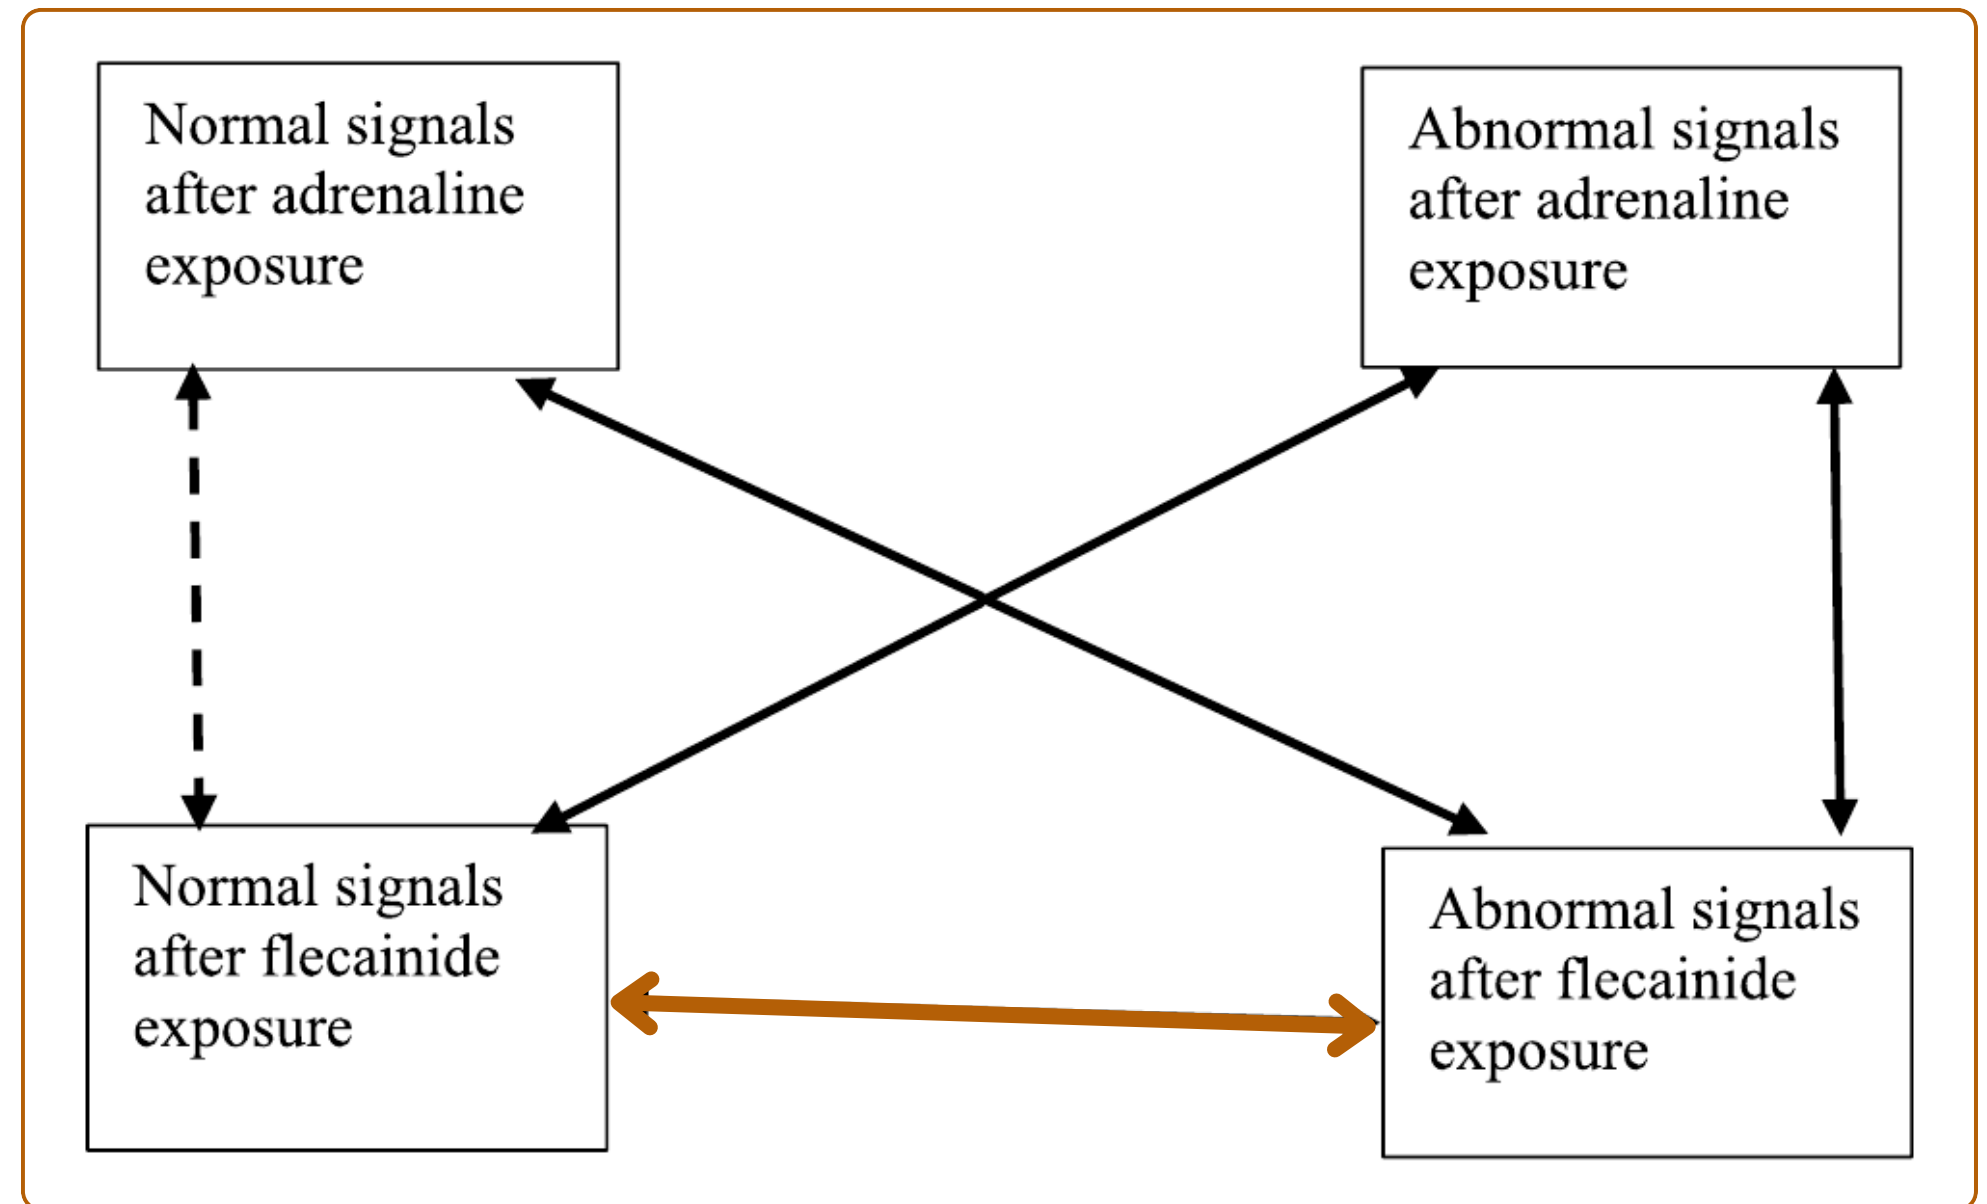 Normal signals
after adrenaline
exposure
Abnormal signals
after adrenaline
exposure
Normal signals
after flecainide
exposure
Abnormal signals
after flecainide
exposure